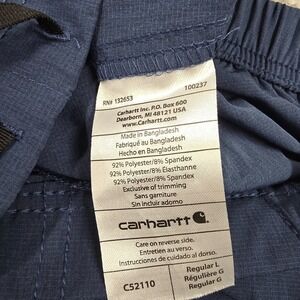 RN# 132653 100237
Carhartt Inc. P.O. Box 600
Dearborn, MI 48121 USA
www.Carhartt.com
Made in Bangladesh
Fabriqué au Bangladesh
Hecho en Bangladesh
92% Polyester/8% Spandex
92% Polyester/8% Élasthanne
92% Poliéster/8% Spandex
Exclusive of trimming
Sans garniture
Sin incluir adorno
carhartt
Care on reverse side.
Entretien au verso.
Instrucciones de cuidado al dorso.
C52110
Regular L
Régulière G
Regular G